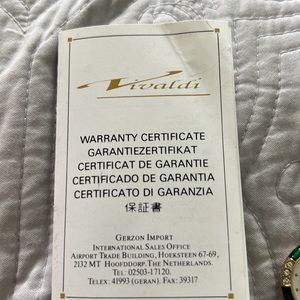 Vivaldi
WARRANTY CERTIFICATE
GARANTIEZERTIFIKAT
CERTIFICAT DE GARANTIE
CERTIFICADO DE GARANTIA
CERTIFICATO DI GARANZIA
保証書
GERZON IMPORT
INTERNATIONAL SALES OFFICE
AIRPORT TRADE BUILDING, HOEKSTEEN 67-69,
2132 MT HOOFDDORP. THE NETHERLANDS.
TEL: 02503-17120.
TELEX: 41993 (GERAN). FAX: 39317